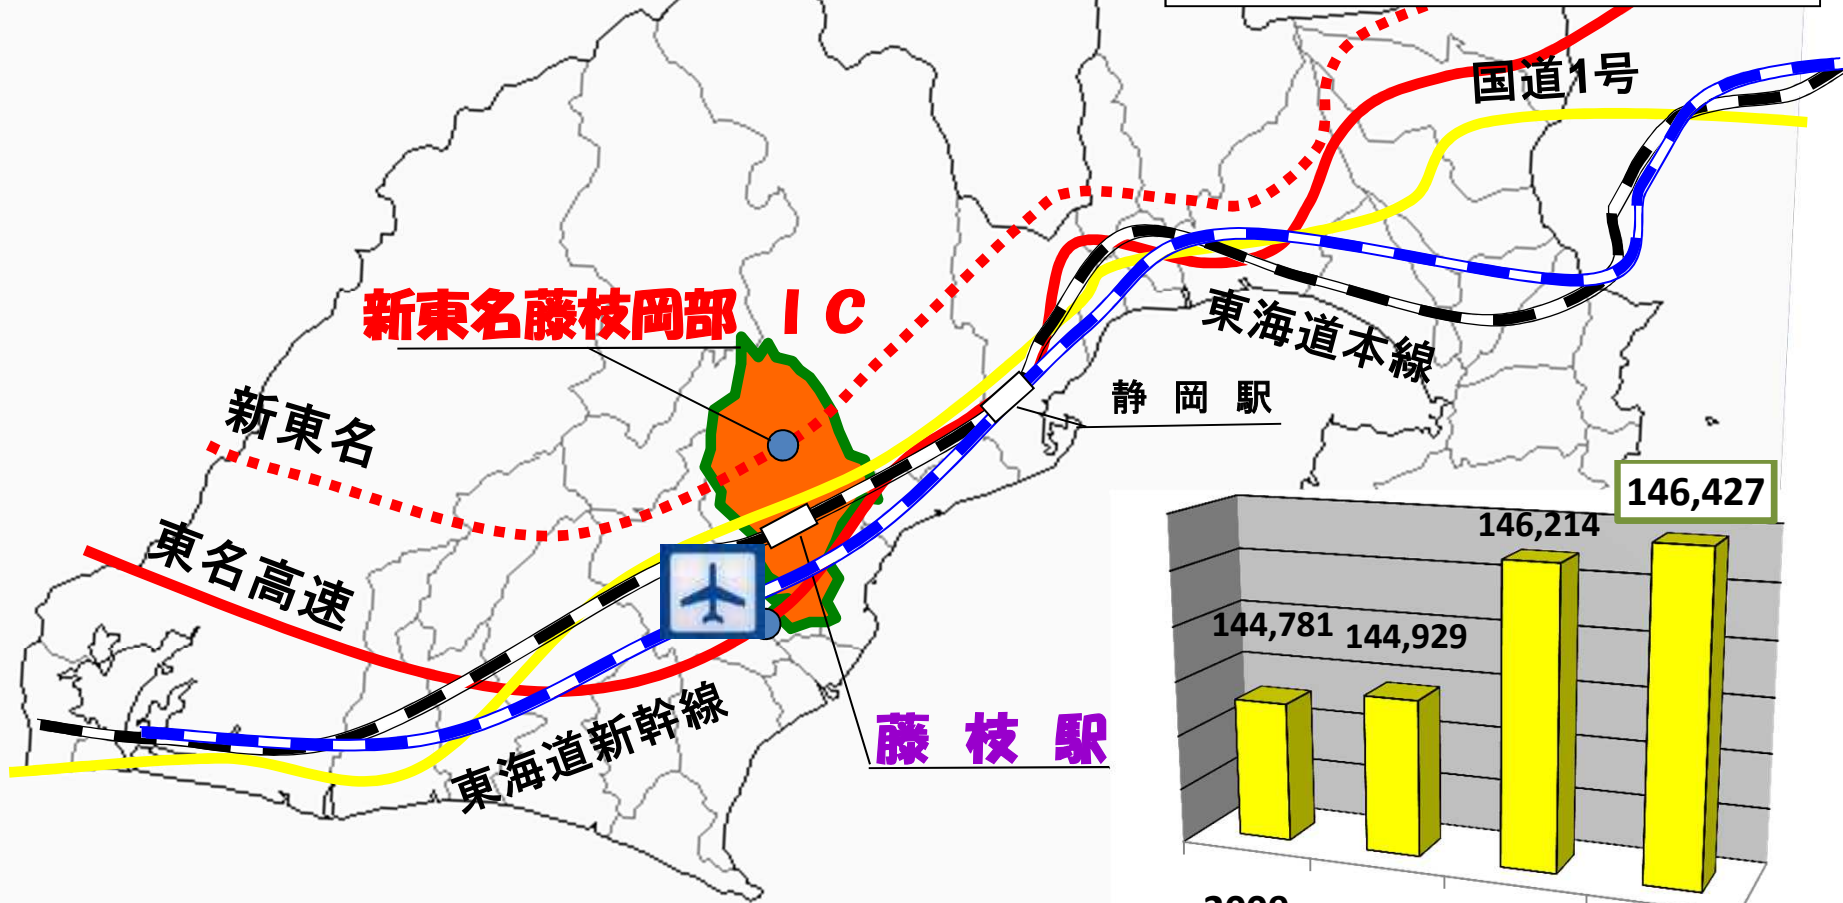 国道1号
新東名藤枝岡部 IC
東海道本線
静岡駅
新東名
東名高速
東海道新幹線
藤枝駅
146,427
146,214
144,781
144,929